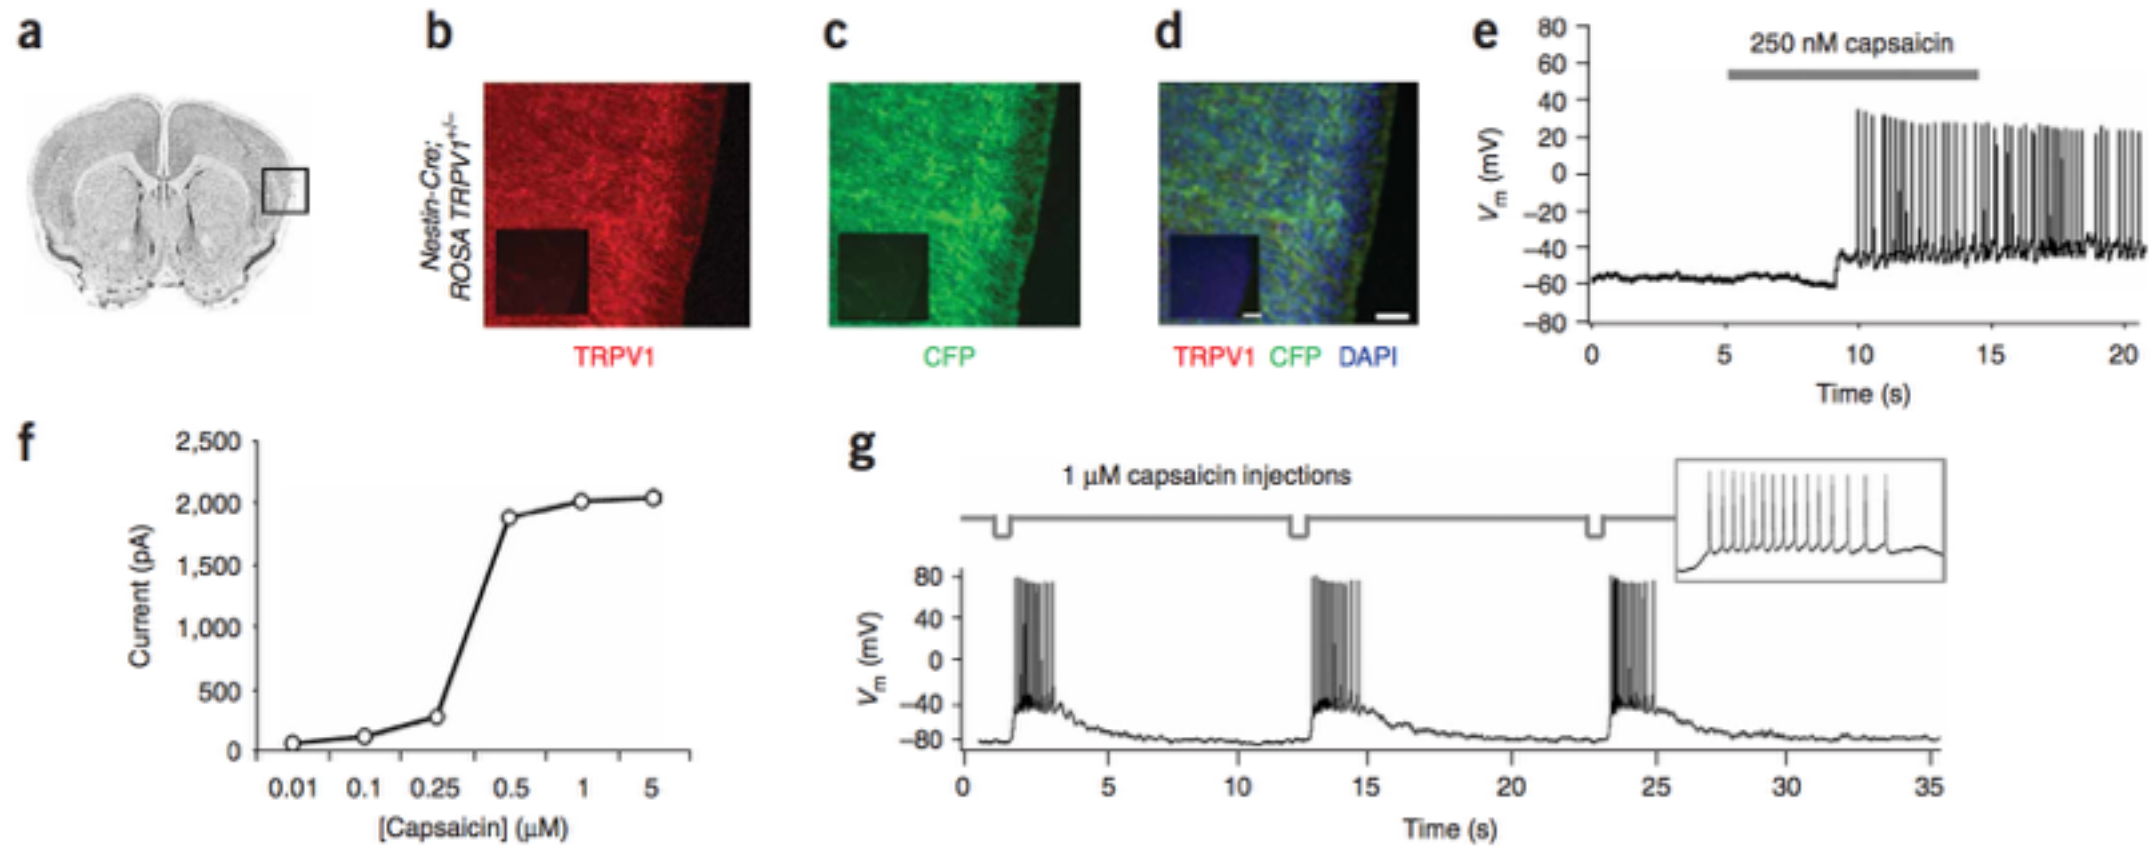 a
b
c
d
e
Nestin-Cre;
ROSA TRPV1+/–
TRPV1
CFP
TRPV1 CFP DAPI
250 nM capsaicin
80
60
40
20
0
–20
–40
–60
–80
Vm (mV)
0 5 10 15 20
Time (s)
f
2,500
2,000
1,500
1,000
500
0
Current (pA)
0.01 0.1 0.25 0.5 1 5
[Capsaicin] (μM)
g
1 μM capsaicin injections
80
40
0
–40
–80
Vm (mV)
0 5 10 15 20 25 30 35
Time (s)